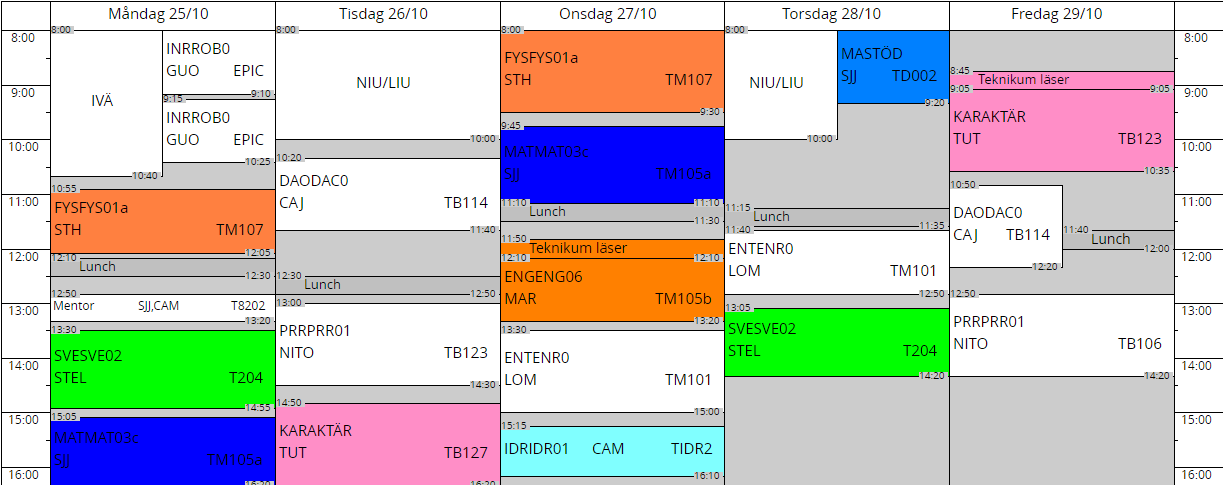 Måndag 25/10 Tisdag 26/10 Onsdag 27/10 Torsdag 28/10 Fredag 29/10
8:00
9:00
10:00
11:00
12:00
13:00
14:00
15:00
16:00
8:00
IVÄ
10:40
INRROB0
GUO EPIC
9:10
9:15
INRROB0
GUO EPIC
10:25
10:55
FYSFYS01a
STH TM107
12:05
12:10
Lunch
12:30
12:50
Mentor SJJ,CAM T8202
13:20
13:30
SVESVE02
STEL T204
14:55
15:05
MATMAT03c
SJJ TM105a
16:20
8:00
NIU/LIU
10:00
10:20
DAODAC0
CAJ TB114
11:40
12:30
Lunch
12:50
13:00
PRRPRR01
NITO TB123
14:30
14:50
KARAKTÄR
TUT TB127
16:20
8:00
FYSFYS01a
STH TM107
9:30
9:45
MATMAT03c
SJJ TM105a
11:10
11:10
Lunch
11:30
11:50
Teknikum läser
12:10
12:10
ENGENG06
MAR TM105b
13:20
13:30
ENTENR0
LOM TM101
15:00
15:15
IDRIDR01 CAM TIDR2
16:10
8:00
NIU/LIU
10:00
MASTÖD
SJJ TD002
9:20
11:15
Lunch
11:35
11:40
ENTENR0
LOM TM101
12:50
13:05
SVESVE02
STEL T204
14:20
8:45
Teknikum läser
9:05
9:05
KARAKTÄR
TUT TB123
10:35
10:50
DAODAC0
CAJ TB114
12:20
11:40
Lunch
12:00
12:50
PRRPRR01
NITO TB106
14:20
8:00
9:00
10:00
11:00
12:00
13:00
14:00
15:00
16:00